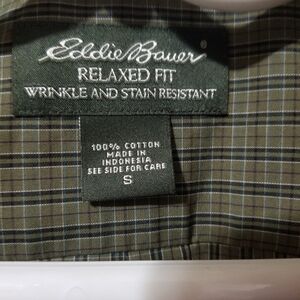 Eddie Bauer
RELAXED FIT
WRINKLE AND STAIN RESISTANT
100% COTTON
MADE IN
INDONESIA
SEE SIDE FOR CARE
S